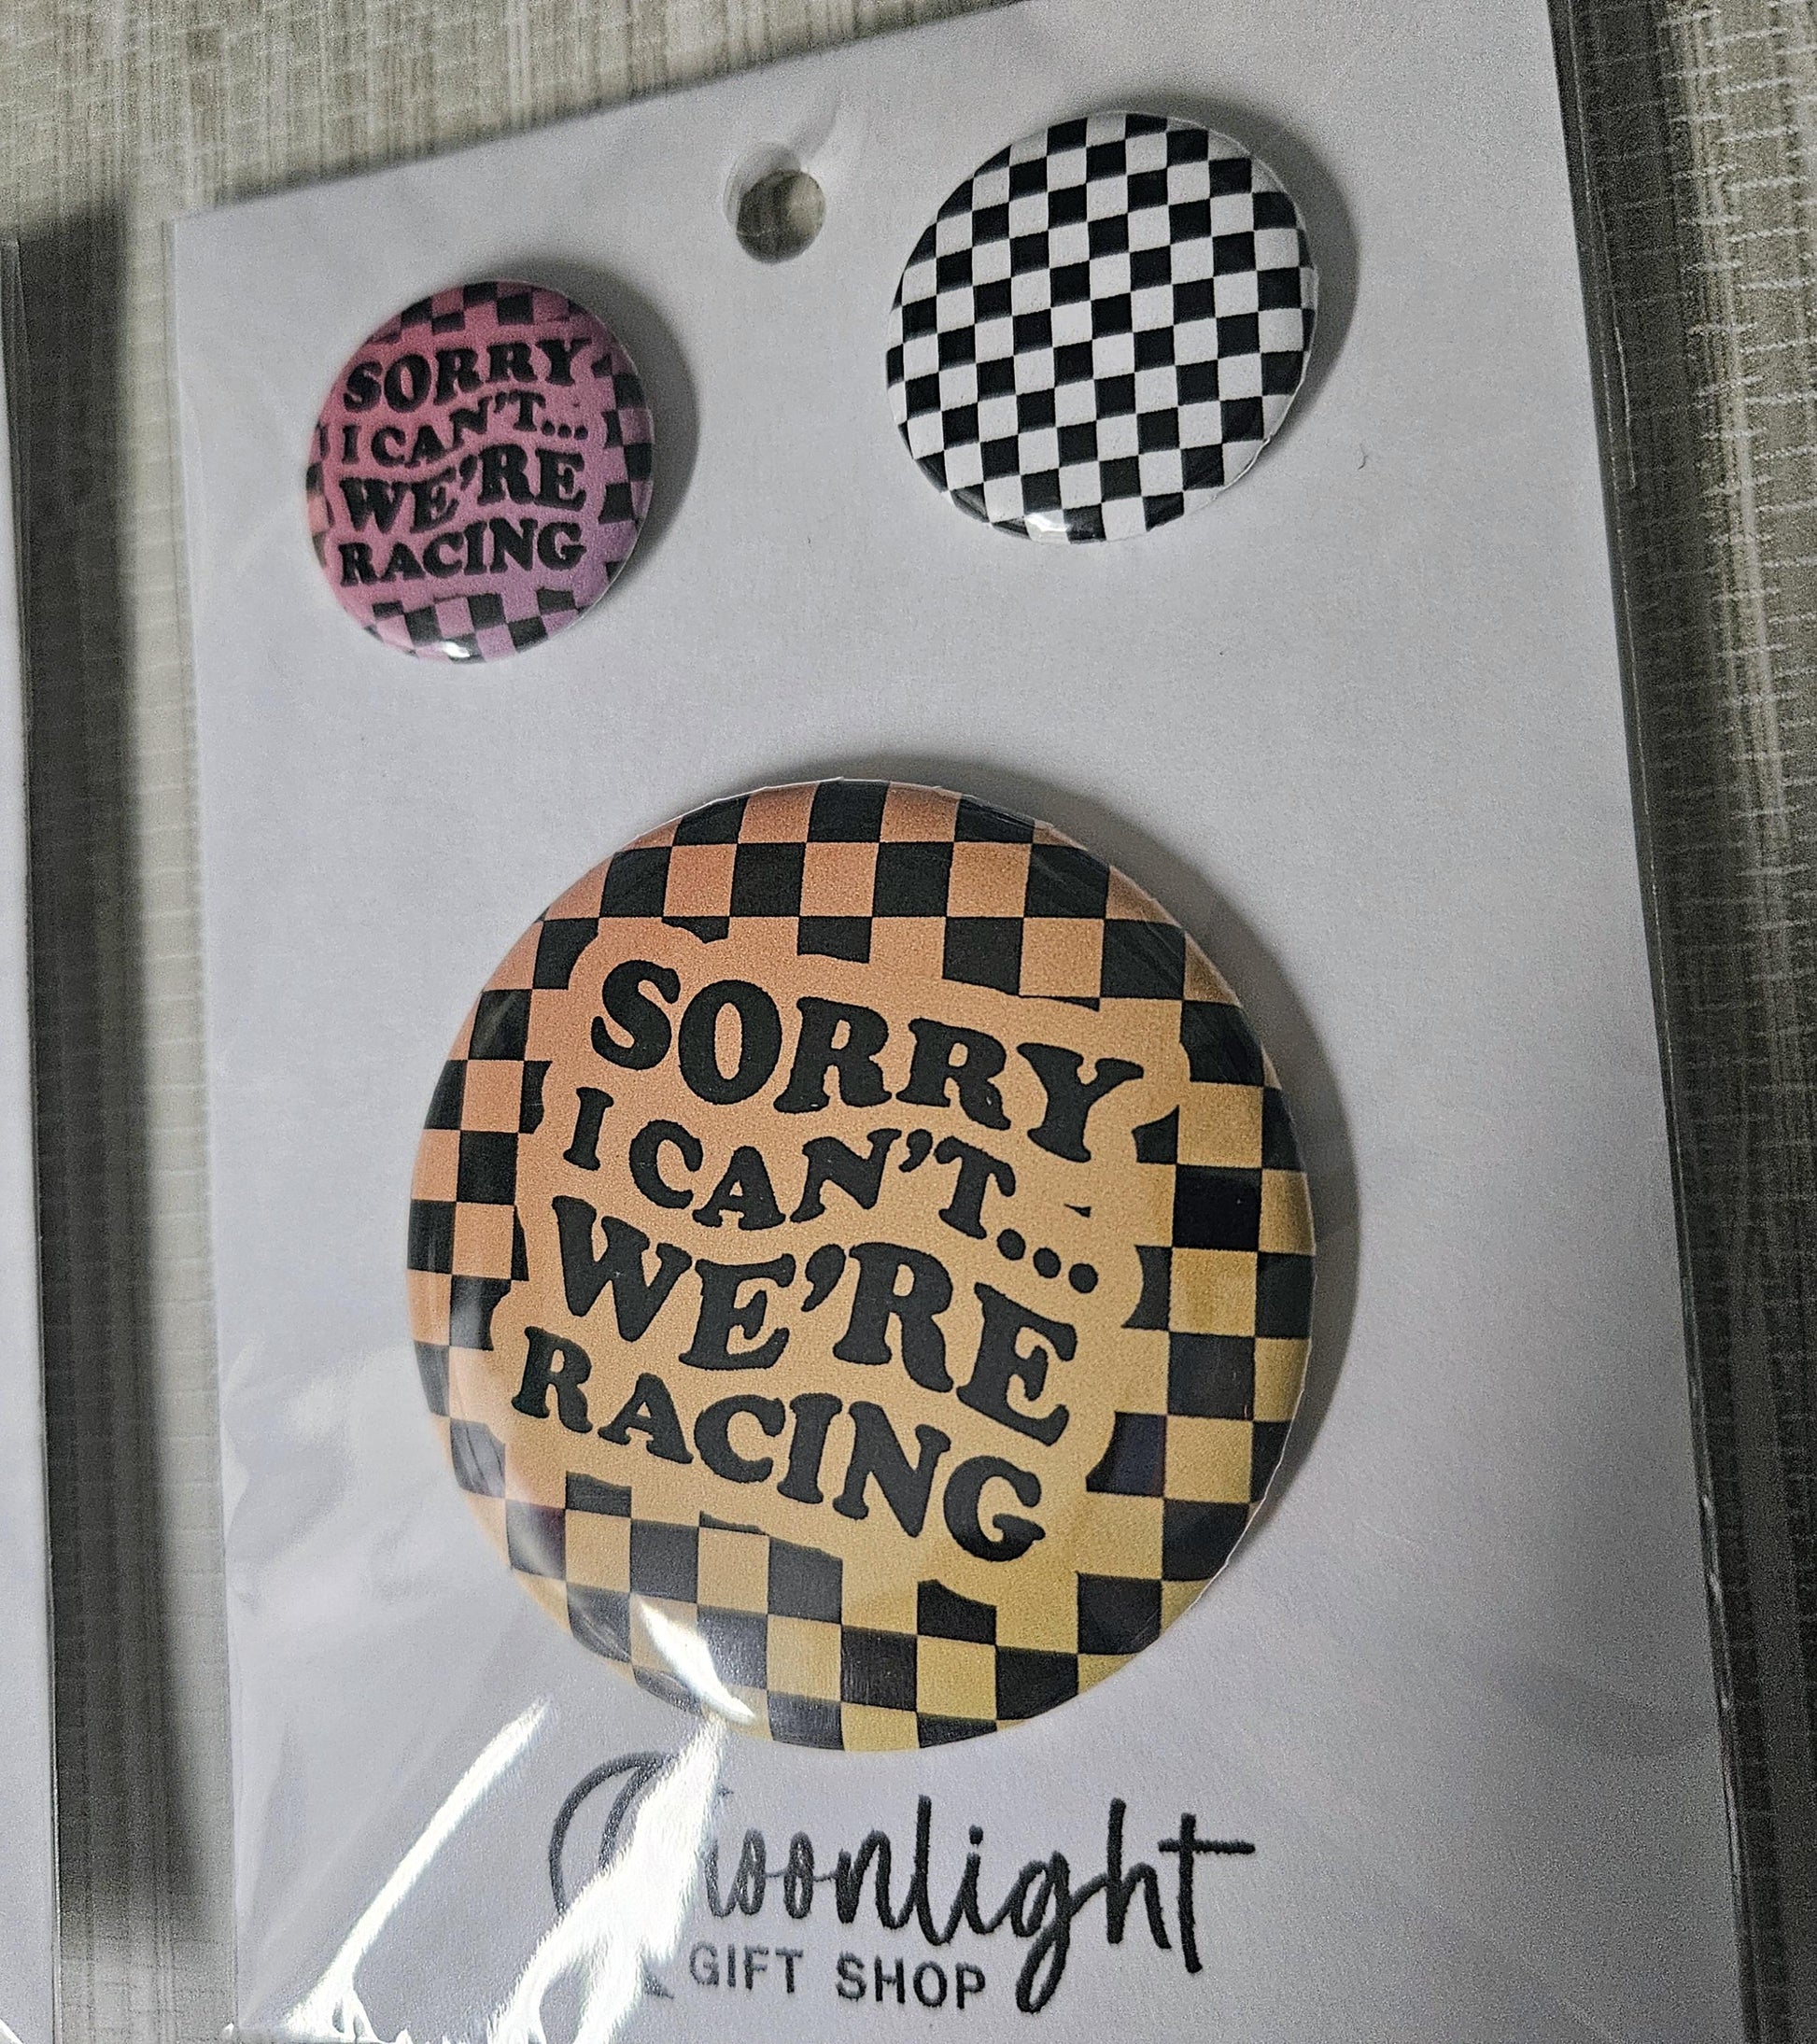 SORRY
I CAN'T...
WE'RE
RACING
SORRY
I CAN'T...
WE'RE
RACING
Moonlight
GIFT SHOP